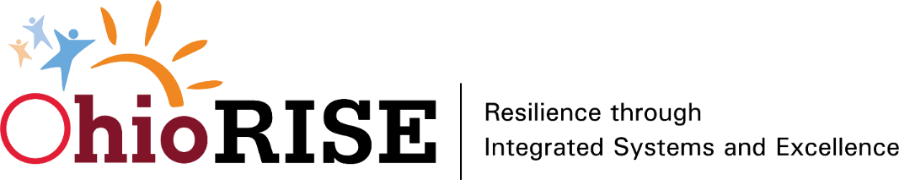 OhioRISE
Resilience through
Integrated Systems and Excellence